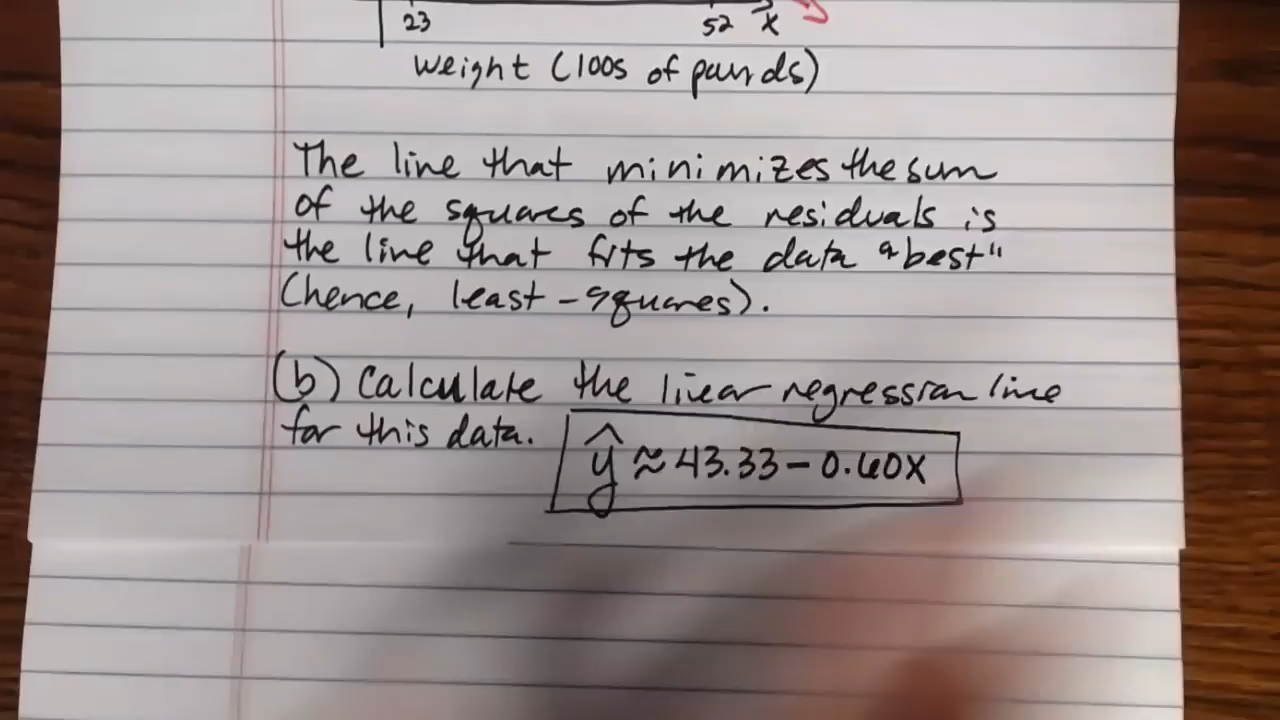 23 52 x
weight (100s of pounds)
The line that minimizes the sum
of the squares of the residuals is
the line that fits the data "best"
(hence, least-squares).
(b) Calculate the linear regression line
for this data. ŷ ≈ 43.33 - 0.60x